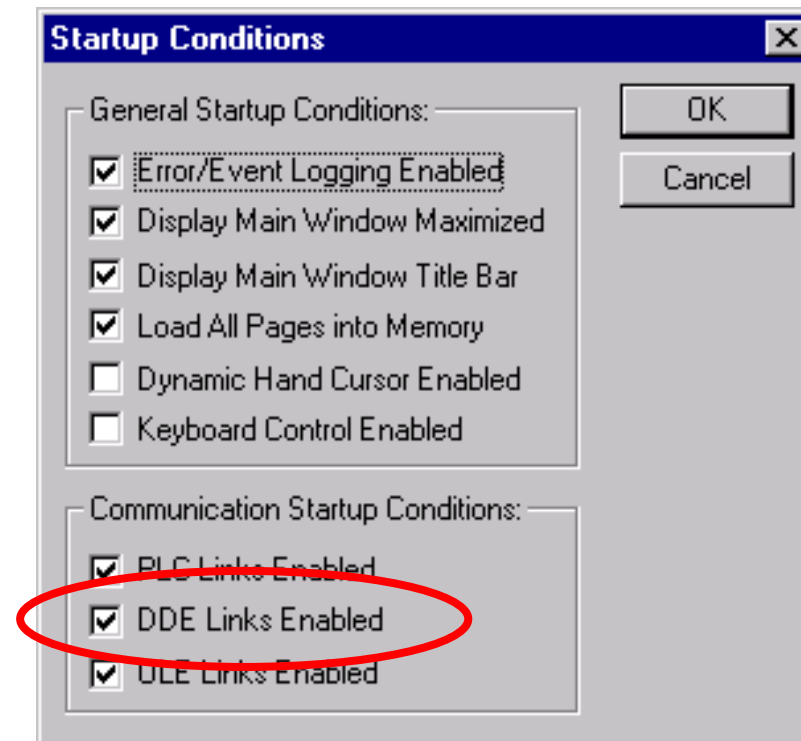 Startup Conditions
General Startup Conditions:
Error/Event Logging Enabled
Display Main Window Maximized
Display Main Window Title Bar
Load All Pages into Memory
Dynamic Hand Cursor Enabled
Keyboard Control Enabled
Communication Startup Conditions:
PLC Links Enabled
DDE Links Enabled
OLE Links Enabled
OK
Cancel